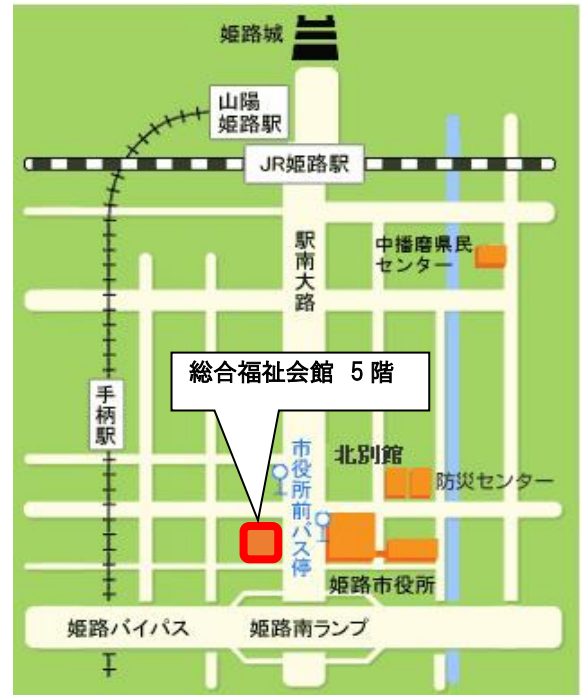 姫路城
山陽
姫路駅
JR姫路駅
駅南大路
中播磨県民
センター
総合福祉会館 5階
手柄駅
市役所前バス停
北別館
防災センター
姫路市役所
姫路バイパス
姫路南ランプ